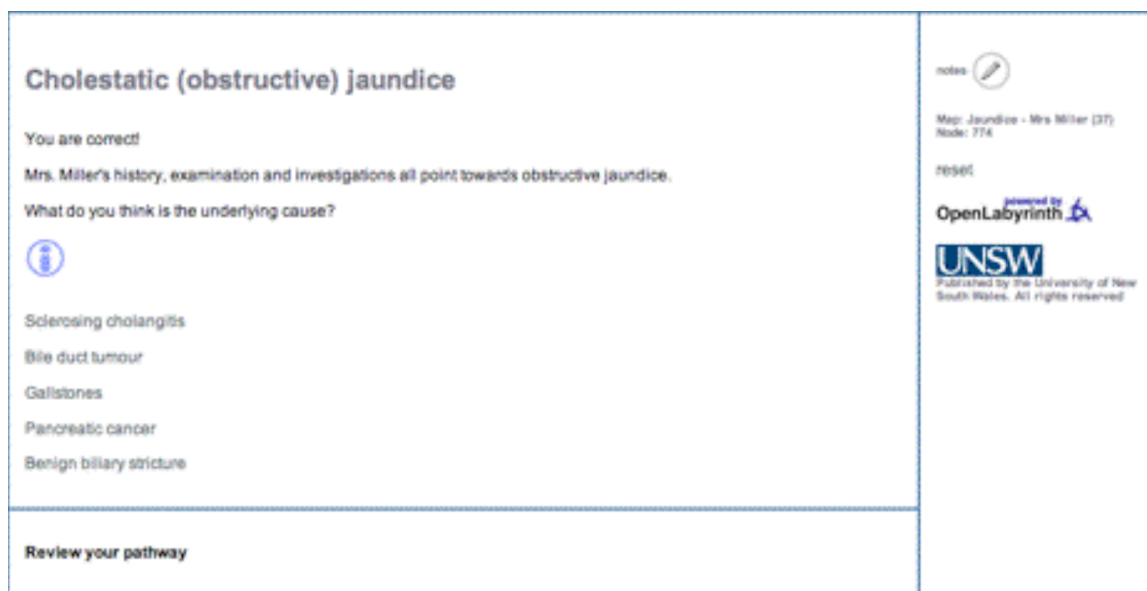 Cholestatic (obstructive) jaundice
You are correct!
Mrs. Miller's history, examination and investigations all point towards obstructive jaundice.
What do you think is the underlying cause?
Sclerosing cholangitis
Bile duct tumour
Gallstones
Pancreatic cancer
Benign biliary stricture
Review your pathway
notes
Map: Jaundice - Mrs Miller (37)
Node: 774
reset
powered by
OpenLabyrinth
UNSW
Published by the University of New
South Wales. All rights reserved